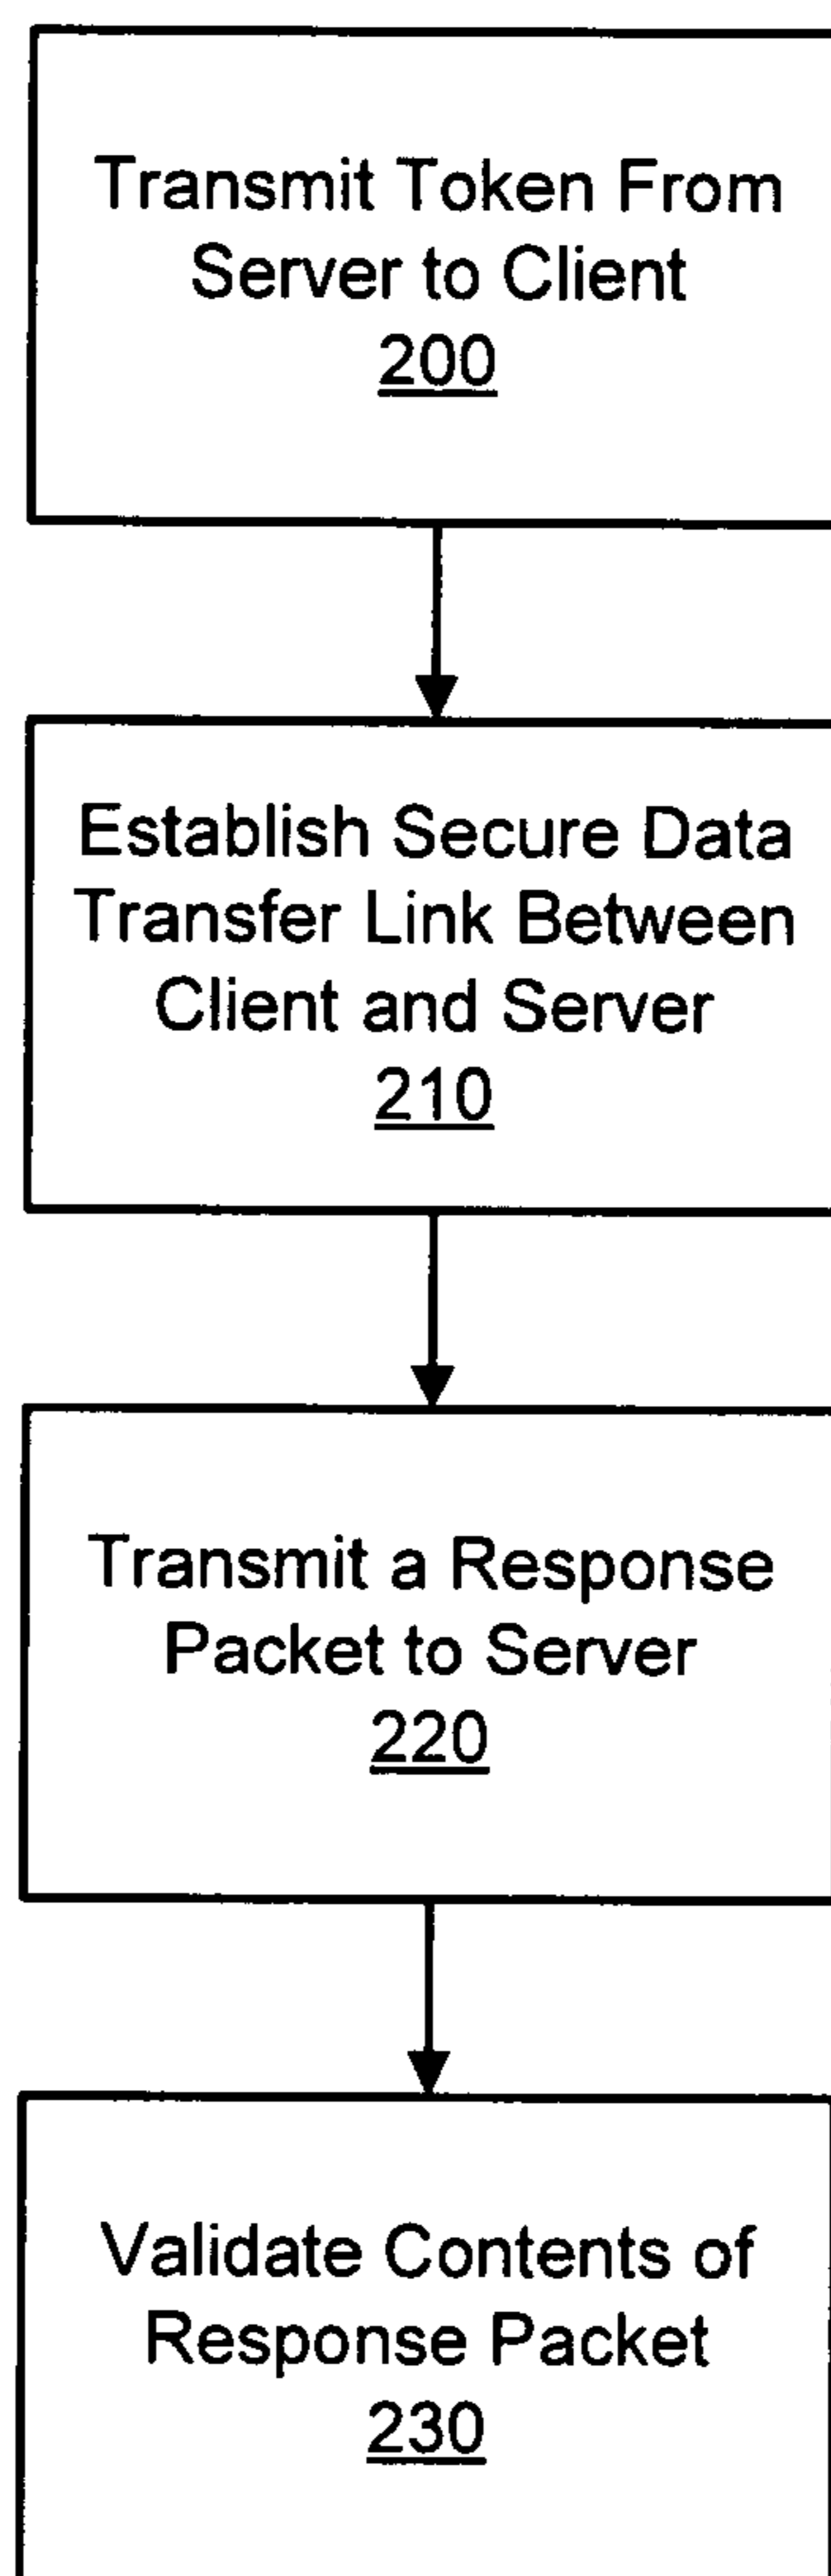 Transmit Token From
Server to Client
200
Establish Secure Data
Transfer Link Between
Client and Server
210
Transmit a Response
Packet to Server
220
Validate Contents of
Response Packet
230